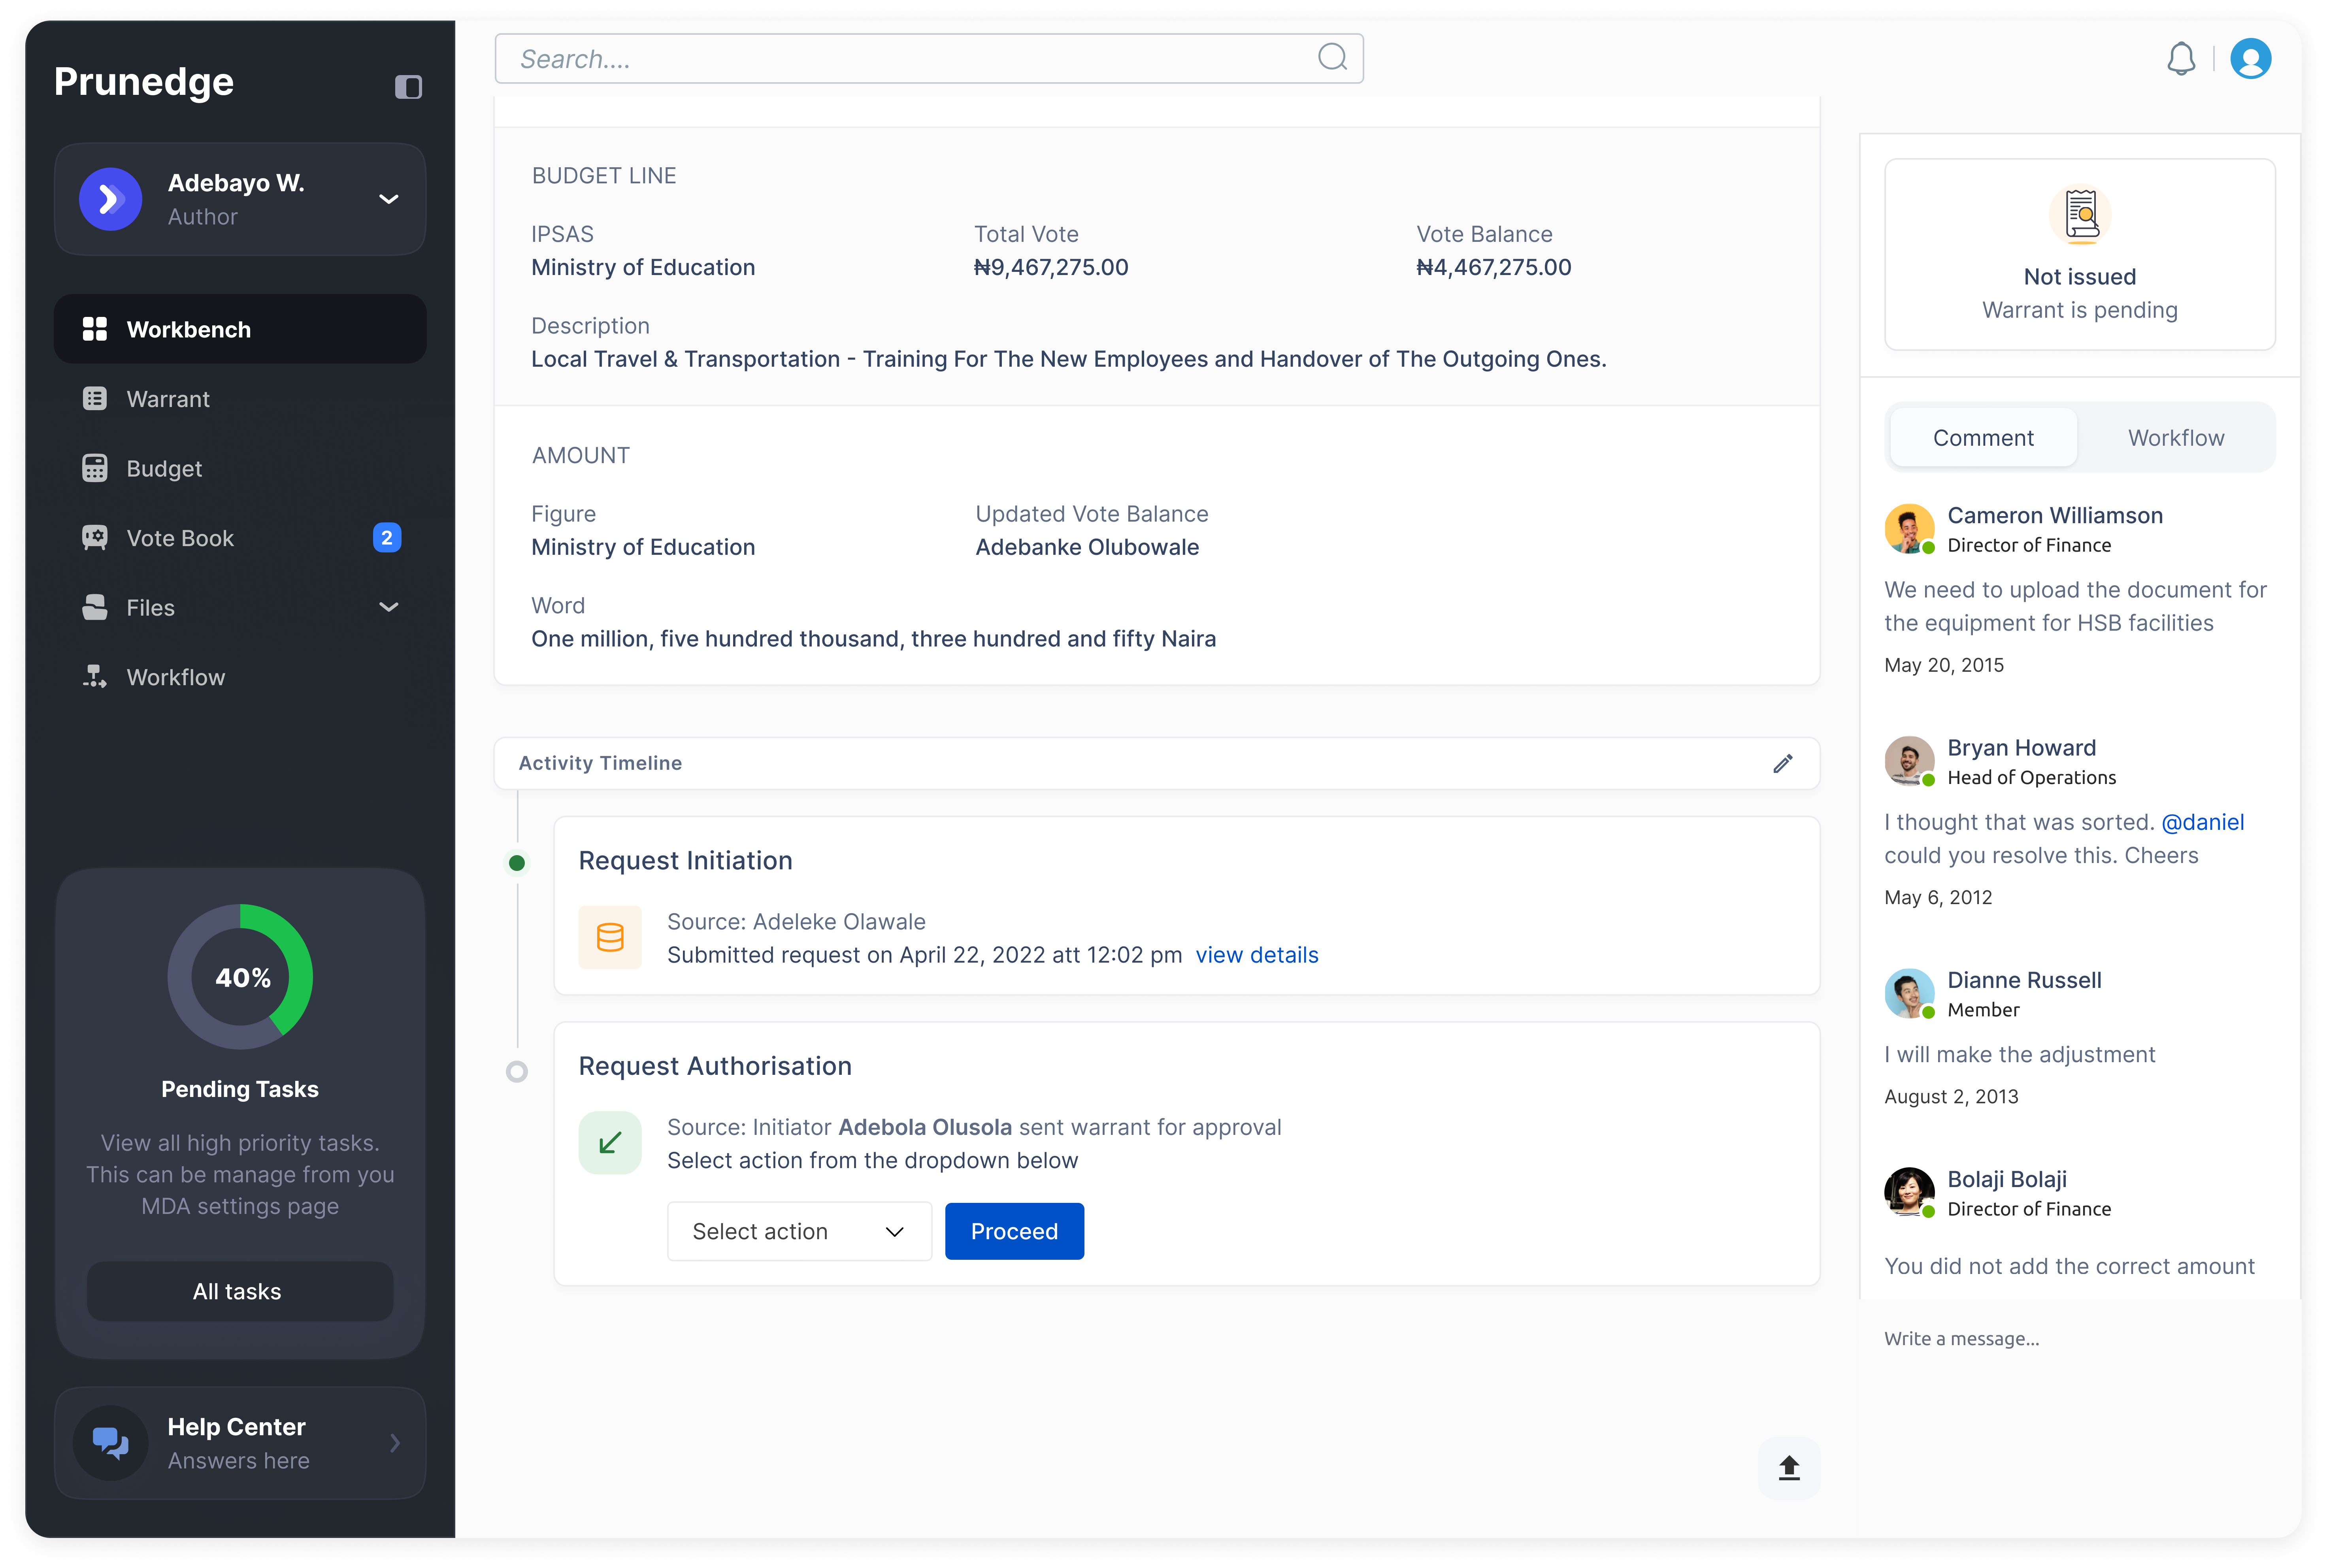 Prunedge
Adebayo W.
Author
Workbench
Warrant
Budget
Vote Book
2
Files
Workflow
40%
Pending Tasks
View all high priority tasks.
This can be manage from you
MDA settings page
All tasks
Help Center
Answers here
Search....
BUDGET LINE
IPSAS
Ministry of Education
Total Vote
₦9,467,275.00
Vote Balance
₦4,467,275.00
Description
Local Travel & Transportation - Training For The New Employees and Handover of The Outgoing Ones.
AMOUNT
Figure
Ministry of Education
Updated Vote Balance
Adebanke Olubowale
Word
One million, five hundred thousand, three hundred and fifty Naira
Activity Timeline
Request Initiation
Source: Adeleke Olawale
Submitted request on April 22, 2022 att 12:02 pm view details
Request Authorisation
Source: Initiator Adebola Olusola sent warrant for approval
Select action from the dropdown below
Select action
Proceed
Not issued
Warrant is pending
Comment
Workflow
Cameron Williamson
Director of Finance
We need to upload the document for
the equipment for HSB facilities
May 20, 2015
Bryan Howard
Head of Operations
I thought that was sorted. @daniel
could you resolve this. Cheers
May 6, 2012
Dianne Russell
Member
I will make the adjustment
August 2, 2013
Bolaji Bolaji
Director of Finance
You did not add the correct amount
Write a message...